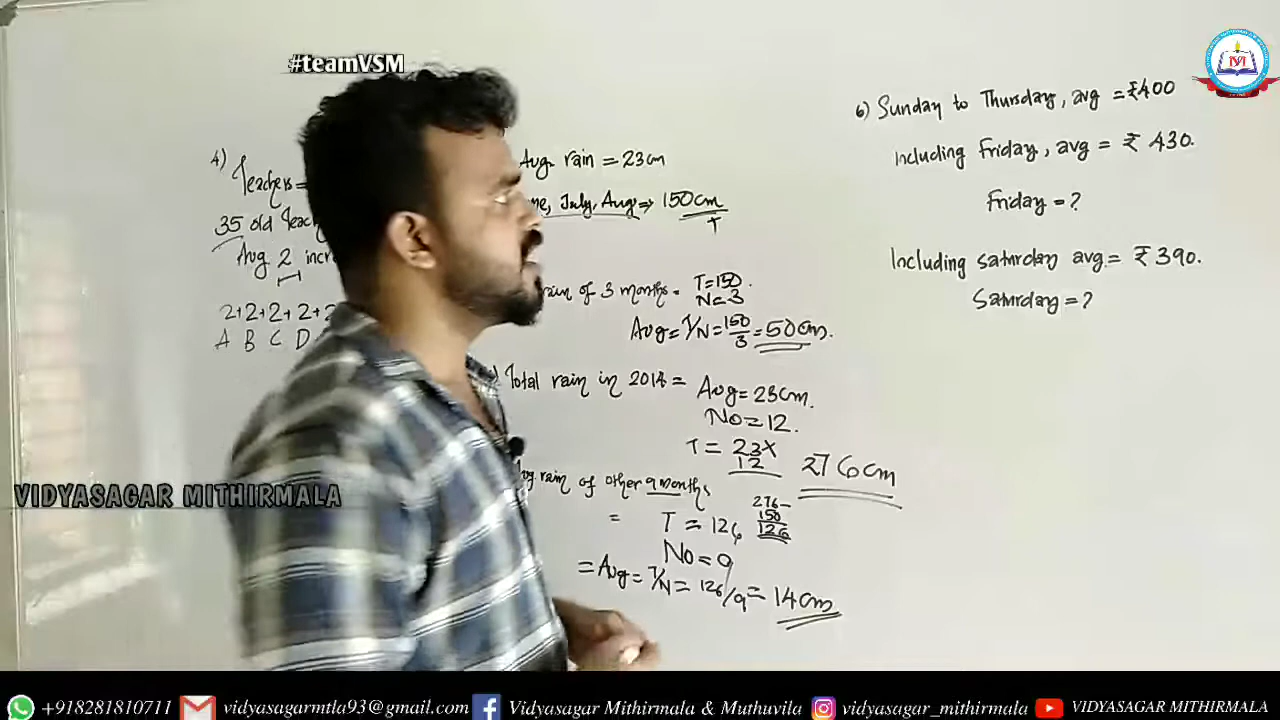 #teamVSM
4) Teachers=
35 old Teach
Avg 2 incr
2+2+2+2+2
A B C D
Avg. rain = 23cm
ne, July, Aug ⇒ 150cm
T
rain of 3 months = T=150
N=3
Avg = T/N = 150/3 = 50cm.
Total rain in 2014 = Avg=23cm.
No=12.
T = 23×
12
276cm
Avg rain of other 9 months
= T = 126
276-
150
126
No=9
= Avg = T/N = 126/9 = 14cm
6) Sunday to Thursday, avg = ₹400
Including Friday, avg = ₹ 430.
Friday = ?
Including saturday avg = ₹ 390.
Saturday = ?
VIDYASAGAR MITHIRMALA
+918281810711 vidyasagarmtla93@gmail.com Vidyasagar Mithirmala & Muthuvila vidyasagar_mithirmala VIDYASAGAR MITHIRMALA